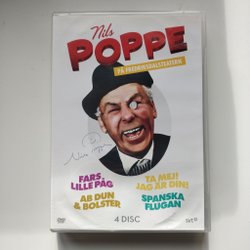 Nils
POPPE
PÅ FREDRIKSDALSTEATERN
FARS
LILLE PÅG
TA MEJ!
JAG ÄR DIN!
AB DUN
& BOLSTER
SPANSKA
FLUGAN
4 DISC
DVD